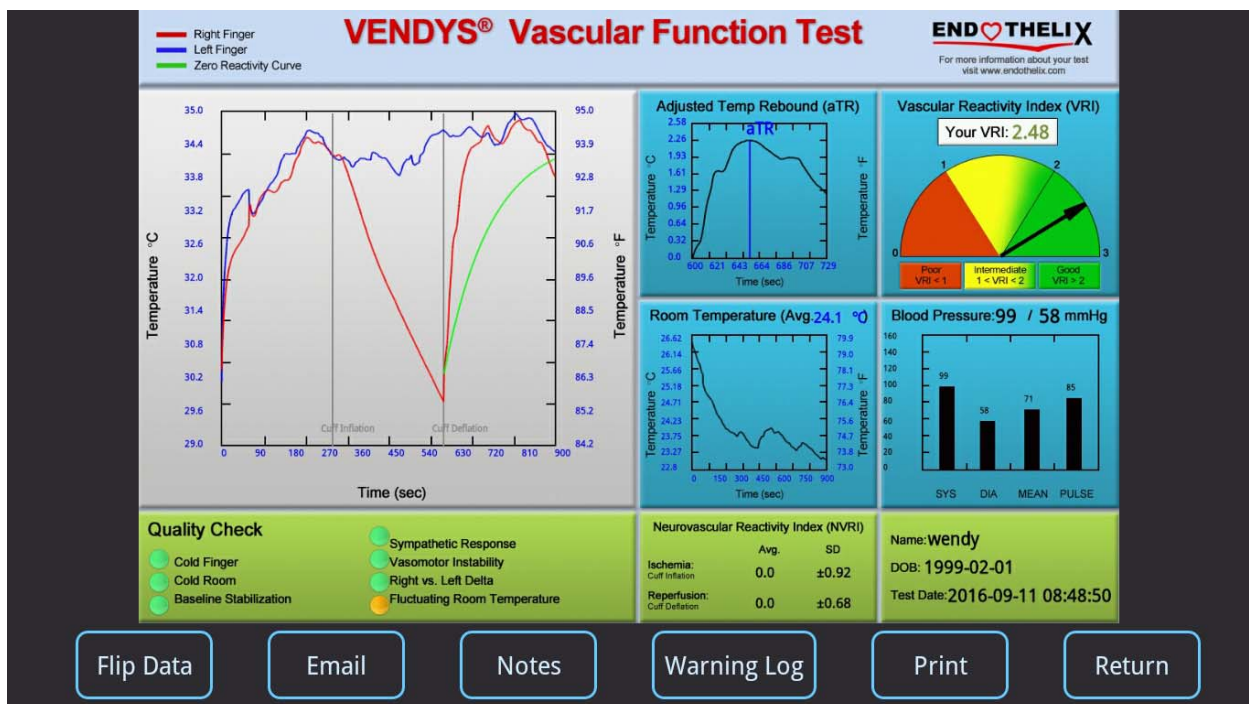 Right Finger
Left Finger
Zero Reactivity Curve
VENDYS® Vascular Function Test
ENDOTHELIX
For more information about your test
visit www.endothelix.com
35.0
34.4
33.8
33.2
32.6
32.0
31.4
30.8
30.2
29.6
29.0
Temperature °C
95.0
93.9
92.8
91.7
90.6
89.6
88.5
87.4
86.3
85.2
84.2
Temperature °F
Cuff Inflation
Cuff Deflation
0 90 180 270 360 450 540 630 720 810 900
Time (sec)
Adjusted Temp Rebound (aTR)
aTR
2.58
2.26
1.93
1.61
1.29
0.96
0.64
0.32
0.0
Temperature °C
Temperature °F
600 621 643 664 686 707 729
Time (sec)
Vascular Reactivity Index (VRI)
Your VRI: 2.48
0 1 2 3
Poor
VRI < 1
Intermediate
1 < VRI < 2
Good
VRI > 2
Room Temperature (Avg.24.1 °C)
26.62
26.14
25.66
25.18
24.71
24.23
23.75
23.27
22.8
Temperature °C
79.9
79.0
78.1
77.3
76.4
75.6
74.7
73.8
73.0
Temperature °F
0 150 300 450 600 750 900
Time (sec)
Blood Pressure:99 / 58 mmHg
160
140
120
100
80
60
40
20
0
99
58
71
85
SYS DIA MEAN PULSE
Quality Check
Cold Finger
Cold Room
Baseline Stabilization
Sympathetic Response
Vasomotor Instability
Right vs. Left Delta
Fluctuating Room Temperature
Neurovascular Reactivity Index (NVRI)
Avg. SD
Ischemia:
Cuff Inflation
0.0 ±0.92
Reperfusion:
Cuff Deflation
0.0 ±0.68
Name:wendy
DOB: 1999-02-01
Test Date:2016-09-11 08:48:50
Flip Data
Email
Notes
Warning Log
Print
Return